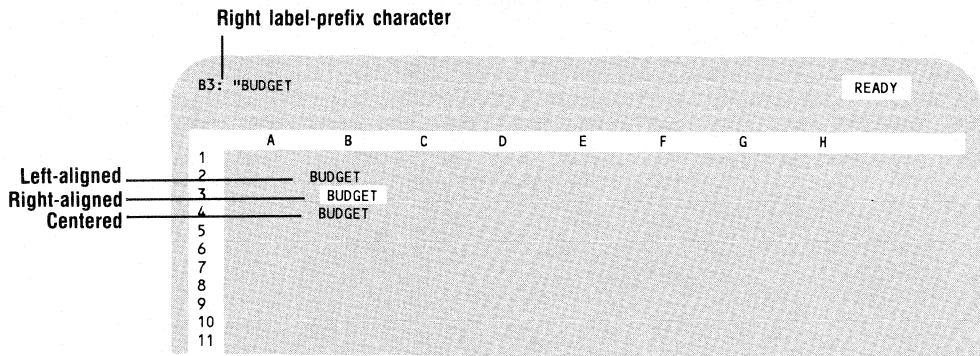 Right label-prefix character
B3: "BUDGET READY
A B C D E F G H
1
Left-aligned 2 BUDGET
Right-aligned 3 BUDGET
Centered 4 BUDGET
5
6
7
8
9
10
11